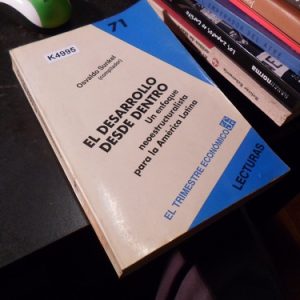 71
K4995
Osvaldo Sunkel
(compilador)
EL DESARROLLO
DESDE DENTRO
Un enfoque
neoestructuralista
para la América Latina
EL TRIMESTRE ECONÓMICO
LECTURAS
norma